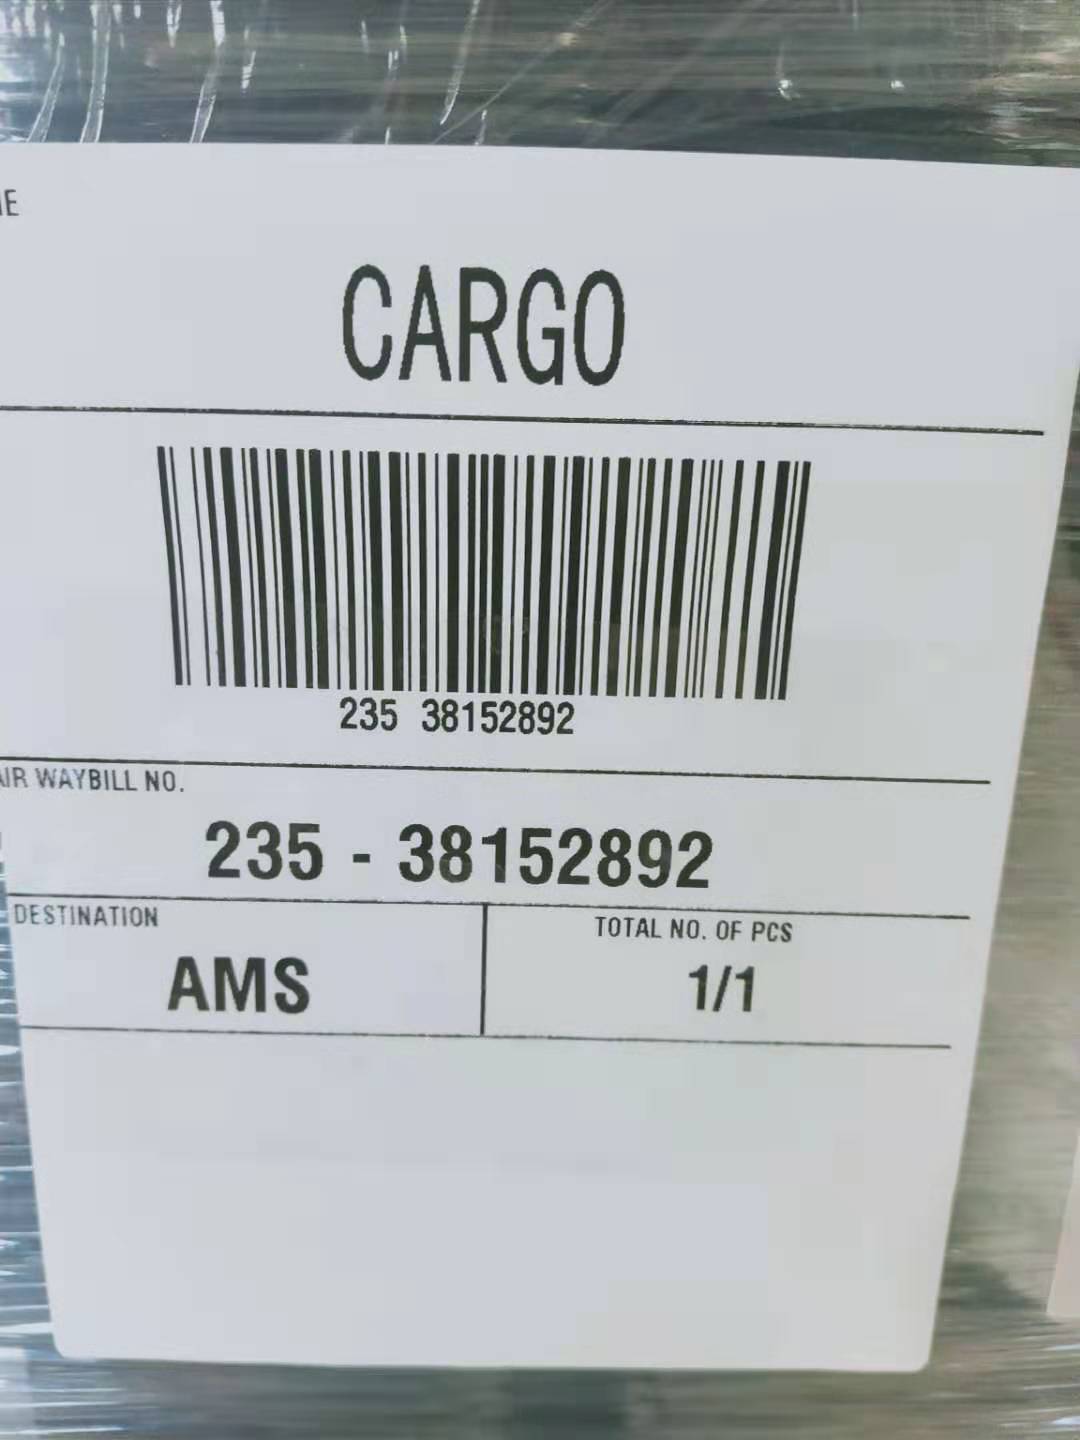 CARGO
235 38152892
AIR WAYBILL NO.
235 - 38152892
DESTINATION
TOTAL NO. OF PCS
AMS
1/1